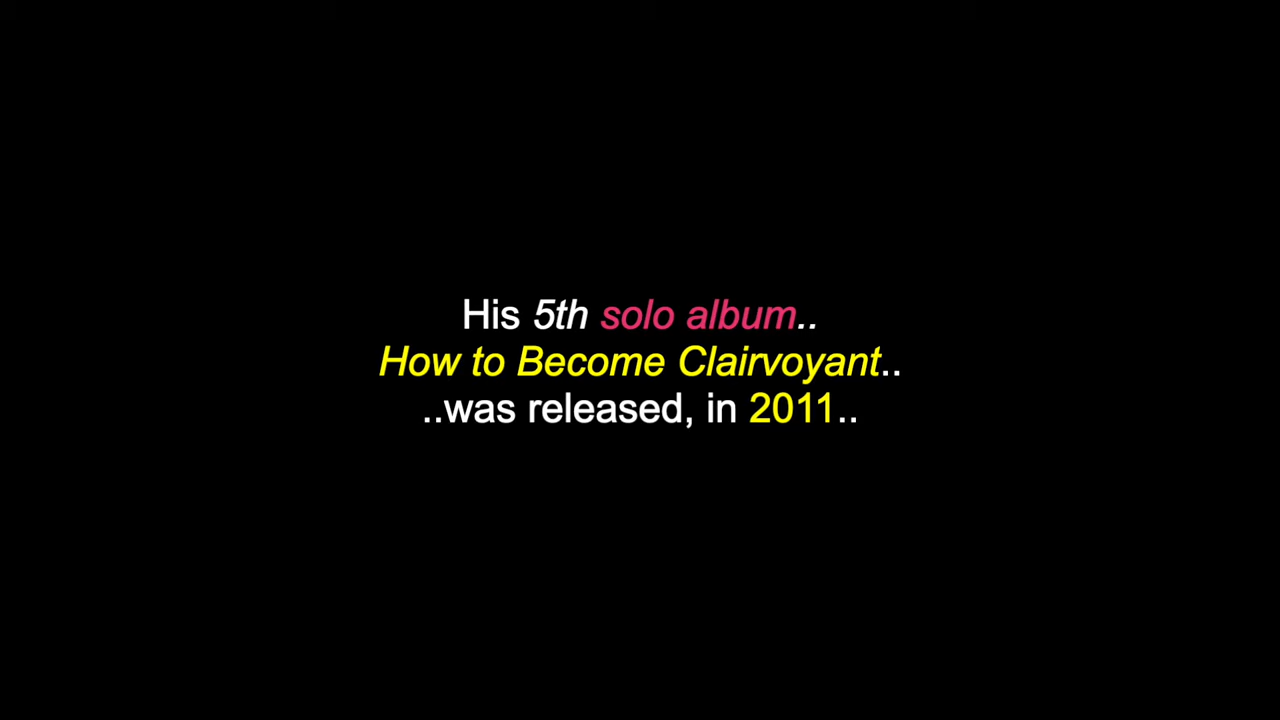 His 5th solo album..
How to Become Clairvoyant..
..was released, in 2011..